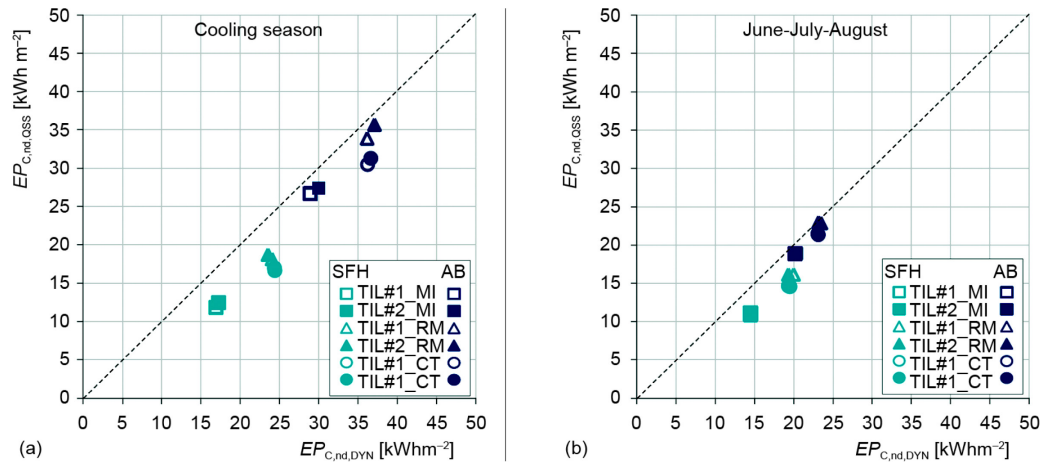 Cooling season
EP_C,nd,QSS [kWh m⁻²]
50
45
40
35
30
25
20
15
10
5
0
SFH AB
TIL#1_MI
TIL#2_MI
TIL#1_RM
TIL#2_RM
TIL#1_CT
TIL#1_CT
0 5 10 15 20 25 30 35 40 45 50
(a)
EP_C,nd,DYN [kWhm⁻²]
June-July-August
EP_C,nd,QSS [kWh m⁻²]
50
45
40
35
30
25
20
15
10
5
0
SFH AB
TIL#1_MI
TIL#2_MI
TIL#1_RM
TIL#2_RM
TIL#1_CT
TIL#1_CT
0 5 10 15 20 25 30 35 40 45 50
(b)
EP_C,nd,DYN [kWhm⁻²]